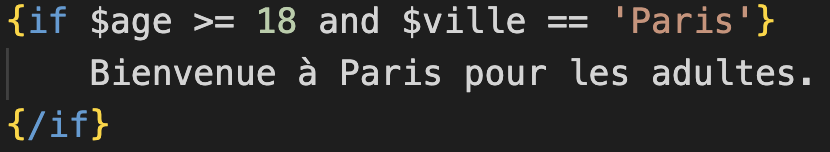 {if $age >= 18 and $ville == 'Paris'}
    Bienvenue à Paris pour les adultes.
{/if}